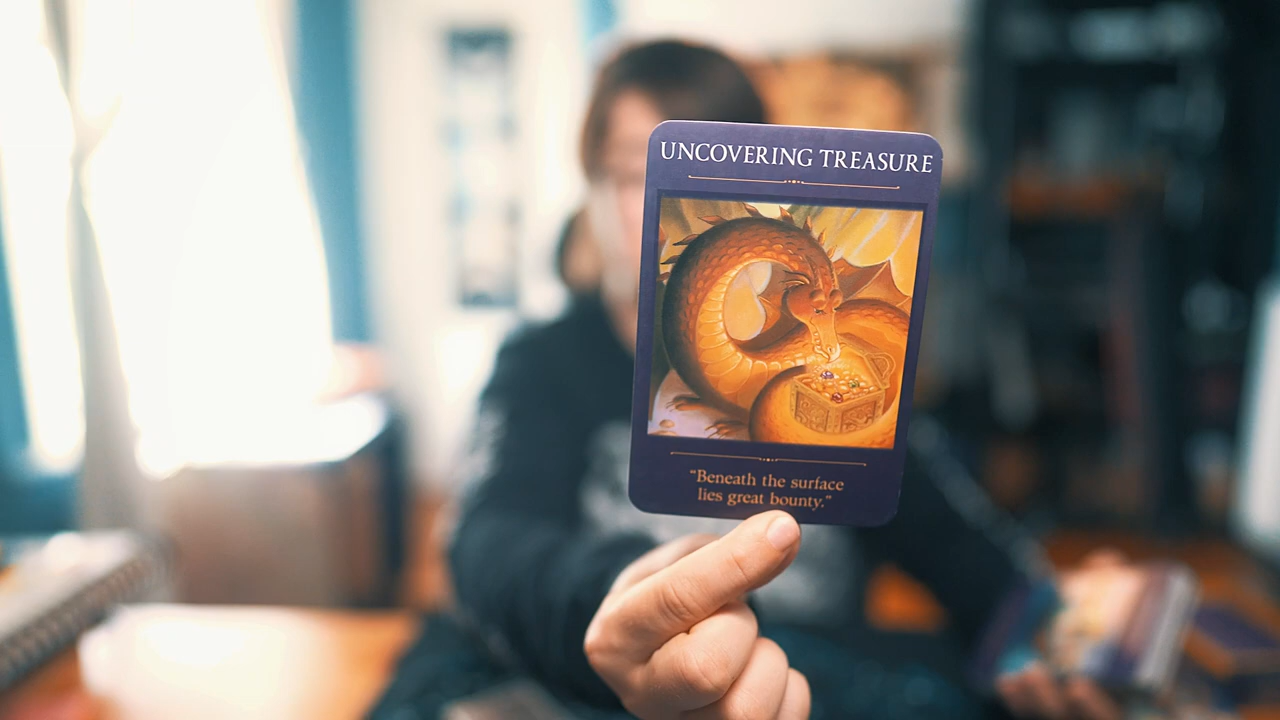 UNCOVERING TREASURE
“Beneath the surface
lies great bounty.”